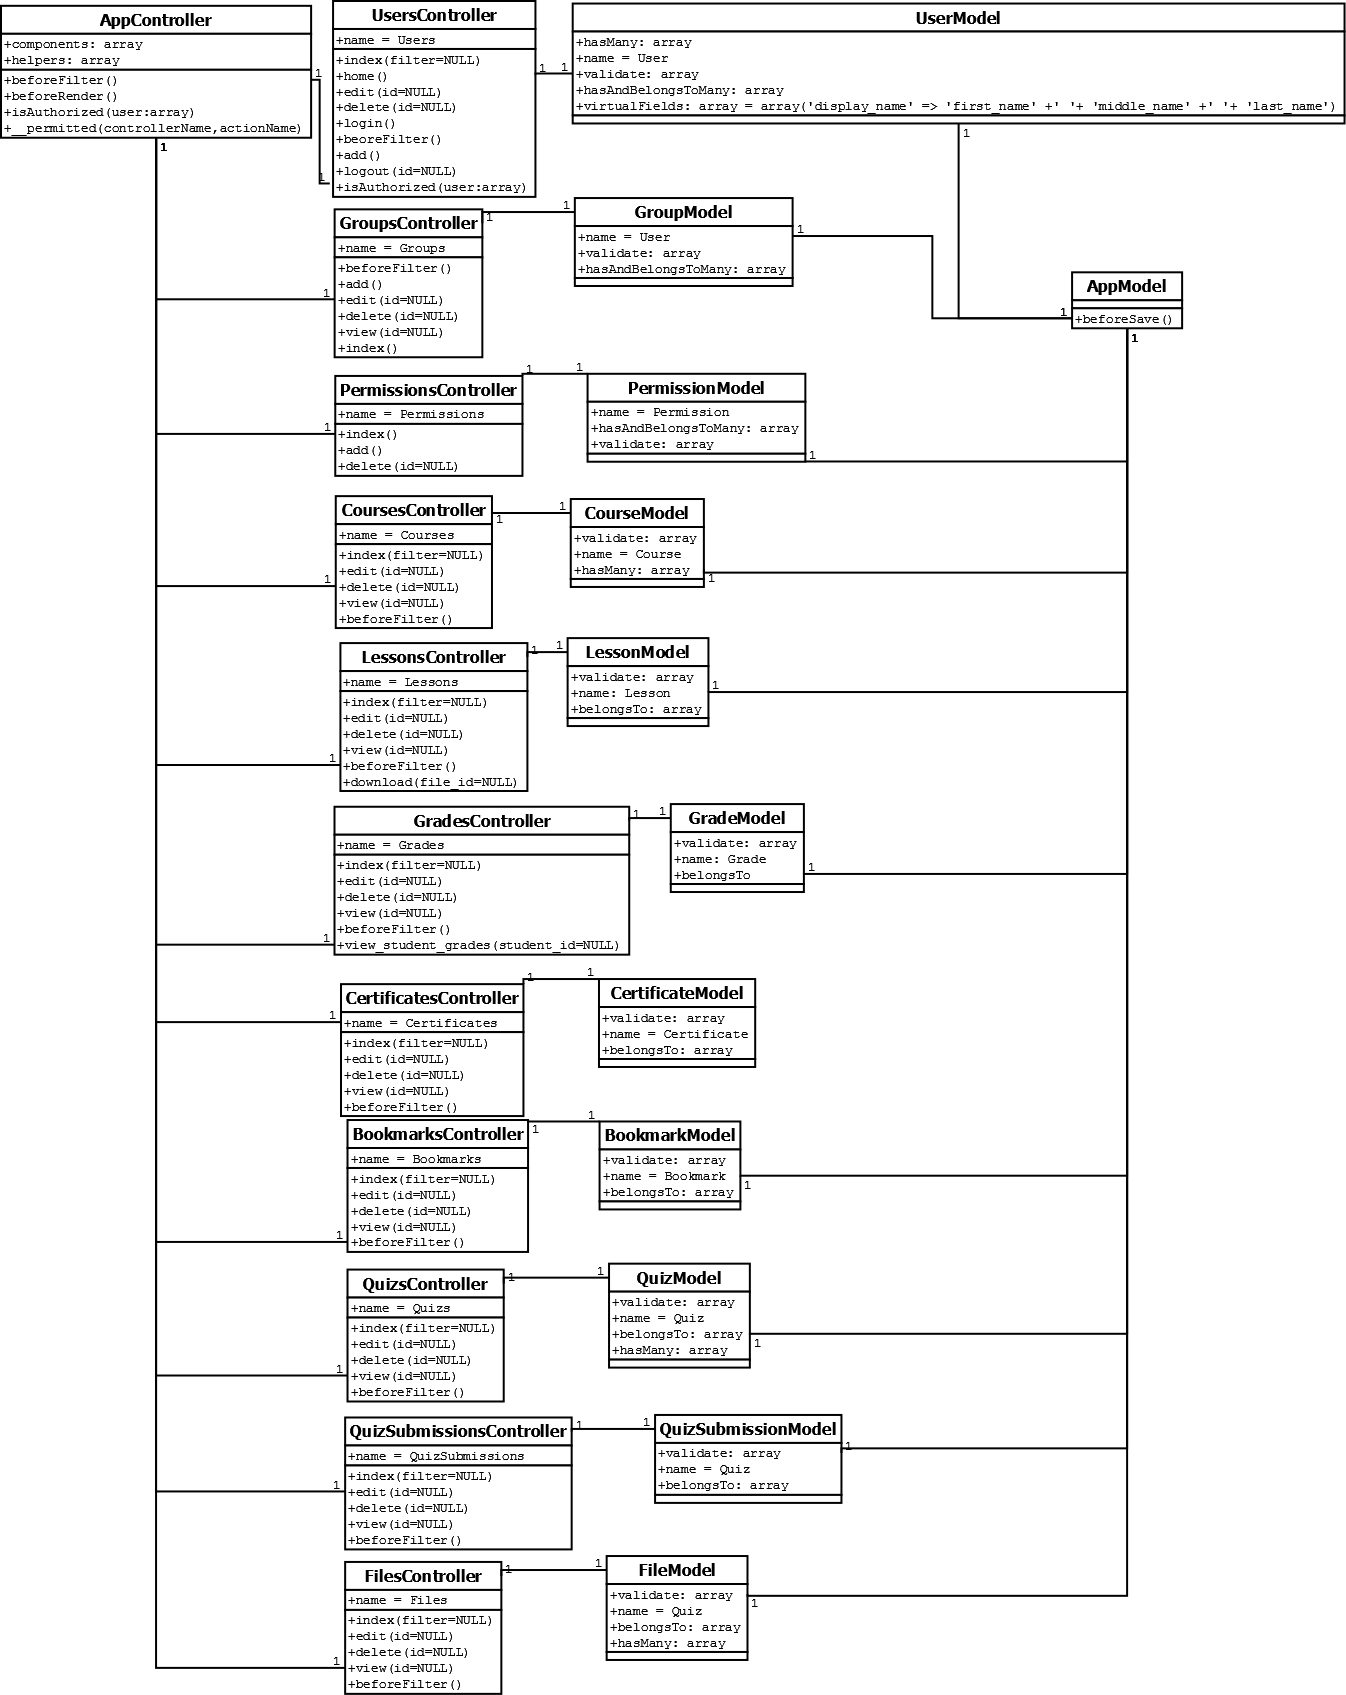 AppController
+components: array
+helpers: array
+beforeFilter()
+beforeRender()
+isAuthorized(user:array)
+__permitted(controllerName,actionName)
1
1
1
UsersController
+name = Users
+index(filter=NULL)
+home()
+edit(id=NULL)
+delete(id=NULL)
+login()
+beoreFilter()
+add()
+logout(id=NULL)
+isAuthorized(user:array)
1
1
UserModel
+hasMany: array
+name = User
+validate: array
+hasAndBelongsToMany: array
+virtualFields: array = array('display_name' => 'first_name' +' '+ 'middle_name' +' '+ 'last_name')
1
GroupsController
+name = Groups
+beforeFilter()
+add()
+edit(id=NULL)
+delete(id=NULL)
+view(id=NULL)
+index()
1
1
1
GroupModel
+name = User
+validate: array
+hasAndBelongsToMany: array
1
AppModel
+beforeSave()
1
1
PermissionsController
+name = Permissions
+index()
+add()
+delete(id=NULL)
1
1
1
PermissionModel
+name = Permission
+hasAndBelongsToMany: array
+validate: array
1
CoursesController
+name = Courses
+index(filter=NULL)
+edit(id=NULL)
+delete(id=NULL)
+view(id=NULL)
+beforeFilter()
1
1
1
CourseModel
+validate: array
+name = Course
+hasMany: array
1
LessonsController
+name = Lessons
+index(filter=NULL)
+edit(id=NULL)
+delete(id=NULL)
+view(id=NULL)
+beforeFilter()
+download(file_id=NULL)
1
1
1
LessonModel
+validate: array
+name: Lesson
+belongsTo: array
1
GradesController
+name = Grades
+index(filter=NULL)
+edit(id=NULL)
+delete(id=NULL)
+view(id=NULL)
+beforeFilter()
+view_student_grades(student_id=NULL)
1
1
1
GradeModel
+validate: array
+name: Grade
+belongsTo
1
CertificatesController
+name = Certificates
+index(filter=NULL)
+edit(id=NULL)
+delete(id=NULL)
+view(id=NULL)
+beforeFilter()
1
1
1
CertificateModel
+validate: array
+name = Certificate
+belongsTo: array
BookmarksController
+name = Bookmarks
+index(filter=NULL)
+edit(id=NULL)
+delete(id=NULL)
+view(id=NULL)
+beforeFilter()
1
1
1
BookmarkModel
+validate: array
+name = Bookmark
+belongsTo: array
1
QuizsController
+name = Quizs
+index(filter=NULL)
+edit(id=NULL)
+delete(id=NULL)
+view(id=NULL)
+beforeFilter()
1
1
1
QuizModel
+validate: array
+name = Quiz
+belongsTo: array
+hasMany: array
1
QuizSubmissionsController
+name = QuizSubmissions
+index(filter=NULL)
+edit(id=NULL)
+delete(id=NULL)
+view(id=NULL)
+beforeFilter()
1
1
1
QuizSubmissionModel
+validate: array
+name = Quiz
+belongsTo: array
1
FilesController
+name = Files
+index(filter=NULL)
+edit(id=NULL)
+delete(id=NULL)
+view(id=NULL)
+beforeFilter()
1
1
1
FileModel
+validate: array
+name = Quiz
+belongsTo: array
+hasMany: array
1